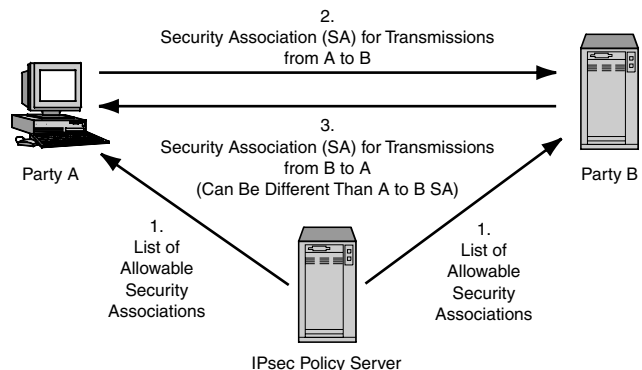 2.
Security Association (SA) for Transmissions
from A to B
3.
Security Association (SA) for Transmissions
from B to A
(Can Be Different Than A to B SA)
Party A
Party B
1.
List of
Allowable
Security
Associations
1.
List of
Allowable
Security
Associations
IPsec Policy Server